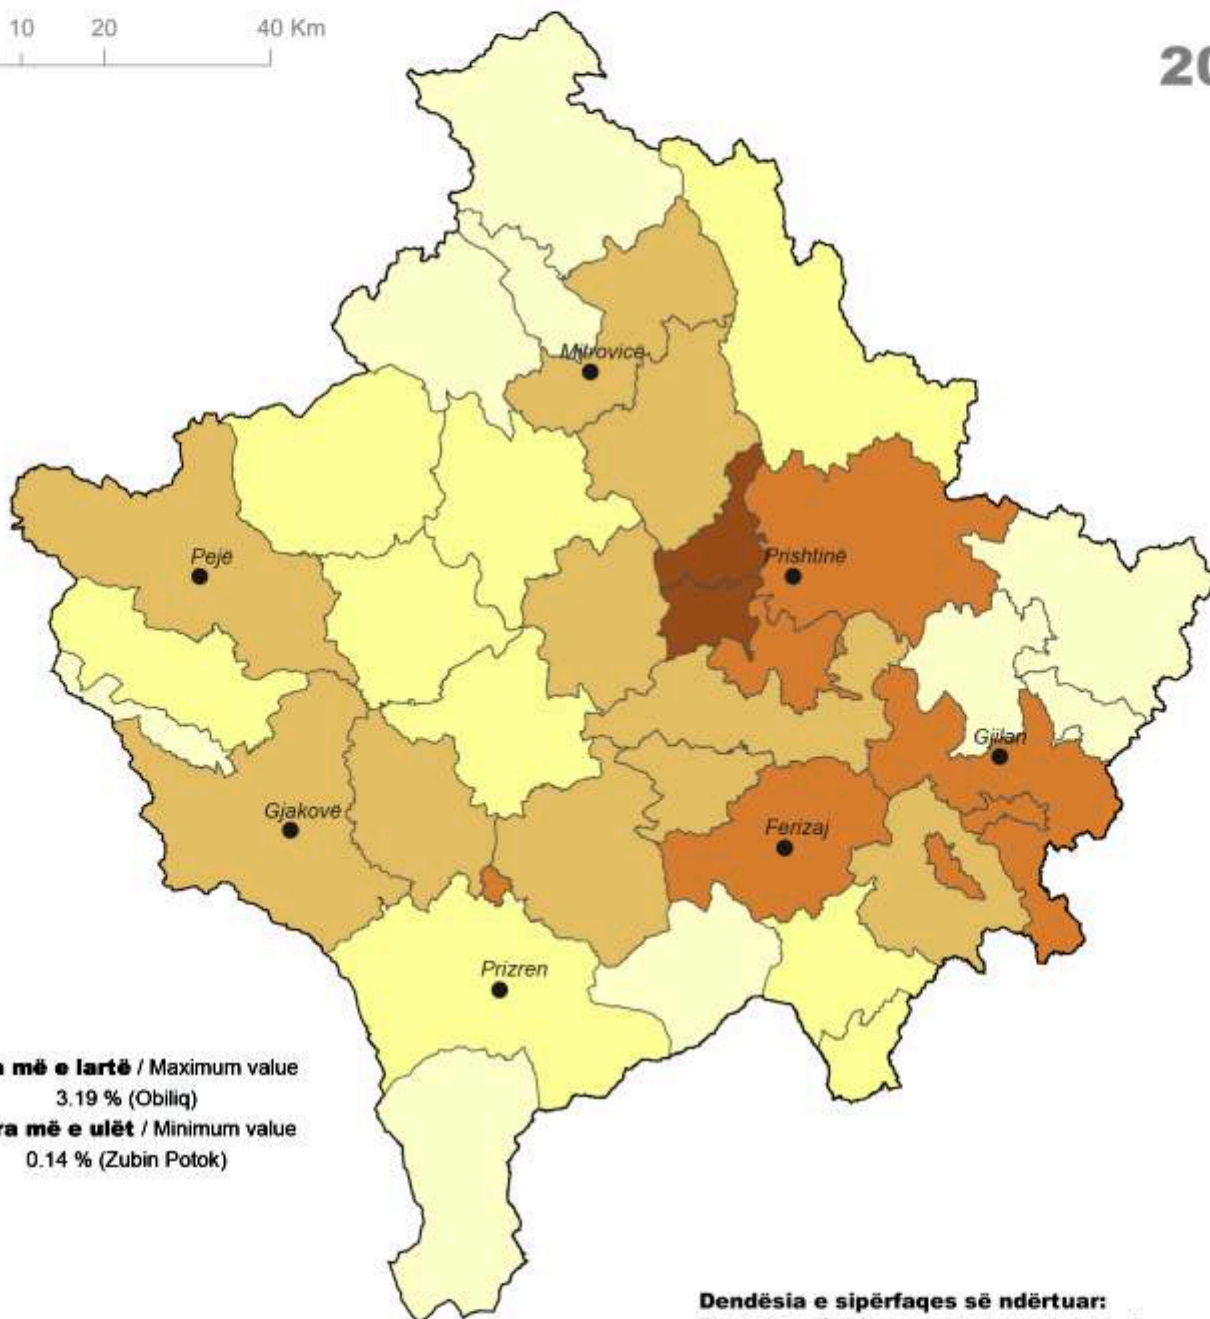 10 20 40 Km
20
Mitrovicë
Pejë
Prishtinë
Gjilan
Gjakovë
Ferizaj
Prizren
më e lartë / Maximum value
3.19 % (Obiliq)
më e ulët / Minimum value
0.14 % (Zubin Potok)
Dendësia e sipërfaqes së ndërtuar: